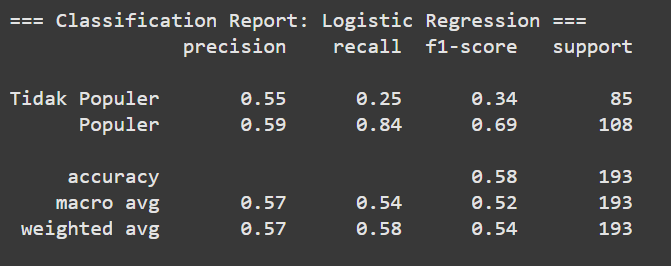 === Classification Report: Logistic Regression ===
precision recall f1-score support
Tidak Populer 0.55 0.25 0.34 85
Populer 0.59 0.84 0.69 108
accuracy 0.58 193
macro avg 0.57 0.54 0.52 193
weighted avg 0.57 0.58 0.54 193